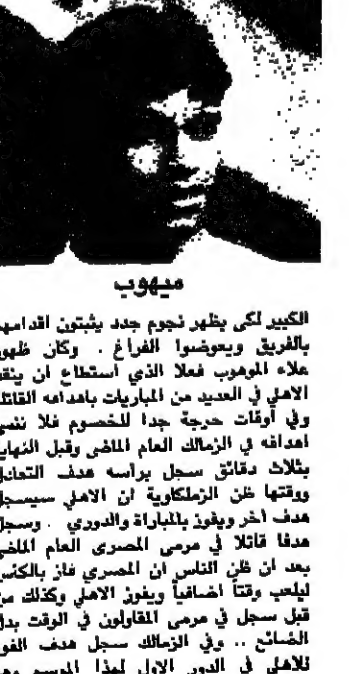 ميهوب
الكبير لكى يظهر نجوم جدد يثبتون اقدامهم
بالفريق ويعوضوا الفراغ . وكان ظهور
علاء الموهوب فعلا الذي استطاع ان ينقذ
الاهلي في العديد من المباريات باهدافه القاتلة
وفي أوقات حرجة جدا للخصوم فلا ننسى
اهدافه في الزمالك العام الماضى وقبل النهاية
بثلاث دقائق سجل برأسه هدف التعادل
ووقتها ظن الزملكاوية ان الاهلي سيسجل
هدف آخر ويفوز بالمباراة والدوري . وسجل
هدفا قاتلا في مرمى المصرى العام الماضي
بعد ان ظن الناس ان المصري فاز بالكأس
ليلعب وقتا اضافيا ويفوز الاهلي وكذلك من
قبل سجل في مرمى المقاولون في الوقت بدل
الضائع .. وفي الزمالك سجل هدف الفوز
للاهلى في الدور الاول لهذا الموسم وهو